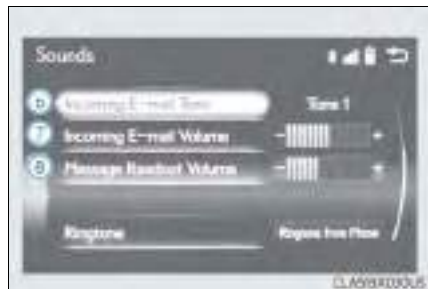 Sounds
6 Incoming E-mail Tone Tone 1
7 Incoming E-mail Volume - +
8 Message Readout Volume - +
Ringtone Ringtone from Phone